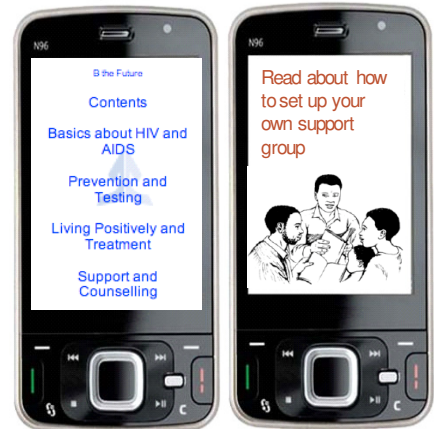 N96
B the Future
Contents
Basics about HIV and
AIDS
Prevention and
Testing
Living Positively and
Treatment
Support and
Counselling
c
N96
Read about how
to set up your
own support
group
c